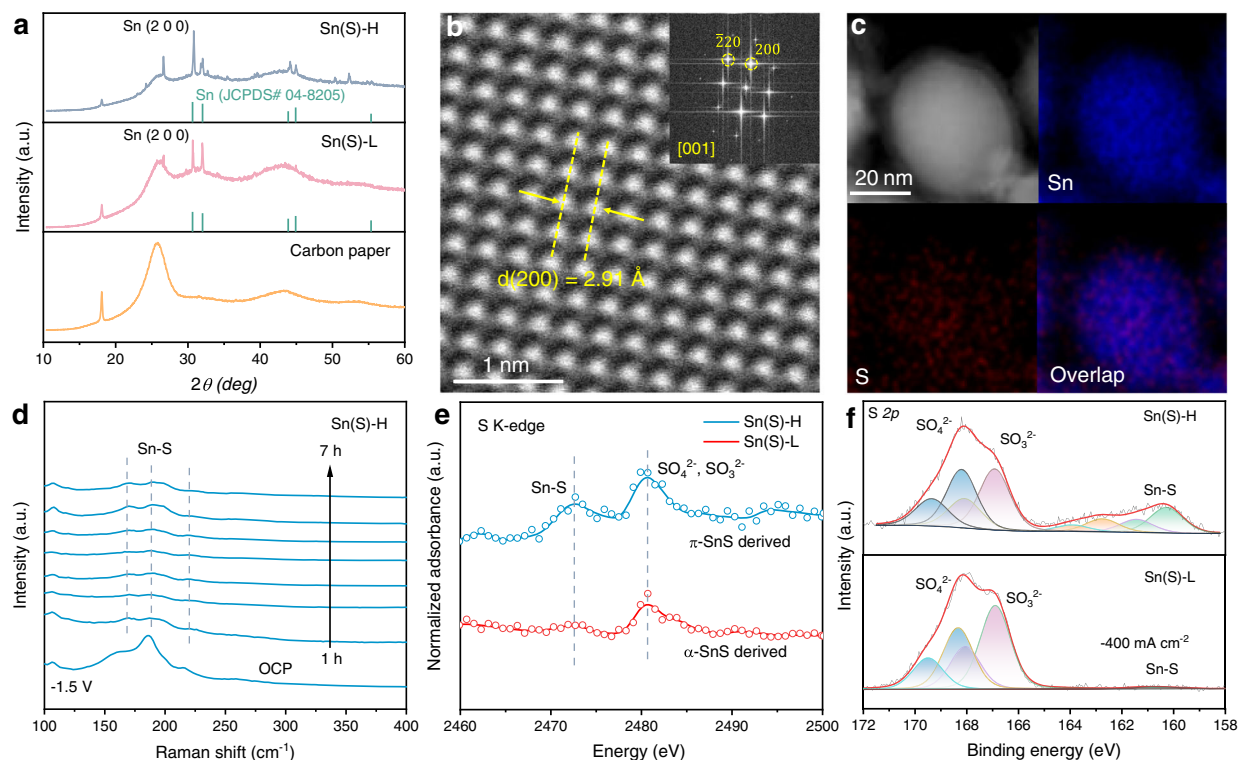 a
Sn (2 0 0)
Sn(S)-H
Sn (JCPDS# 04-8205)
Sn (2 0 0)
Sn(S)-L
Carbon paper
Intensity (a.u.)
10 20 30 40 50 60
2θ (deg)
b
2̅20
200
[001]
d(200) = 2.91 Å
1 nm
c
20 nm
Sn
S
Overlap
d
Sn(S)-H
Sn-S
7 h
1 h
OCP
-1.5 V
Intensity (a.u.)
100 150 200 250 300 350 400
Raman shift (cm⁻¹)
e
S K-edge
Sn(S)-H
Sn(S)-L
Sn-S
SO₄²⁻, SO₃²⁻
π-SnS derived
α-SnS derived
Normalized adsorbance (a.u.)
2460 2470 2480 2490 2500
Energy (eV)
f
S 2p
Sn(S)-H
SO₄²⁻
SO₃²⁻
Sn-S
Sn(S)-L
SO₄²⁻
SO₃²⁻
-400 mA cm⁻²
Sn-S
Intensity (a.u.)
172 170 168 166 164 162 160 158
Binding energy (eV)